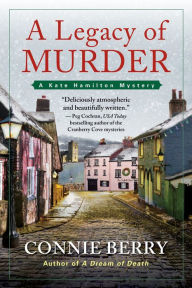 A Legacy of
MURDER
A Kate Hamilton Mystery
"Deliciously atmospheric
and beautifully written."
— Peg Cochran, USA Today
bestselling author of the
Cranberry Cove mysteries
CONNIE BERRY
Author of A Dream of Death